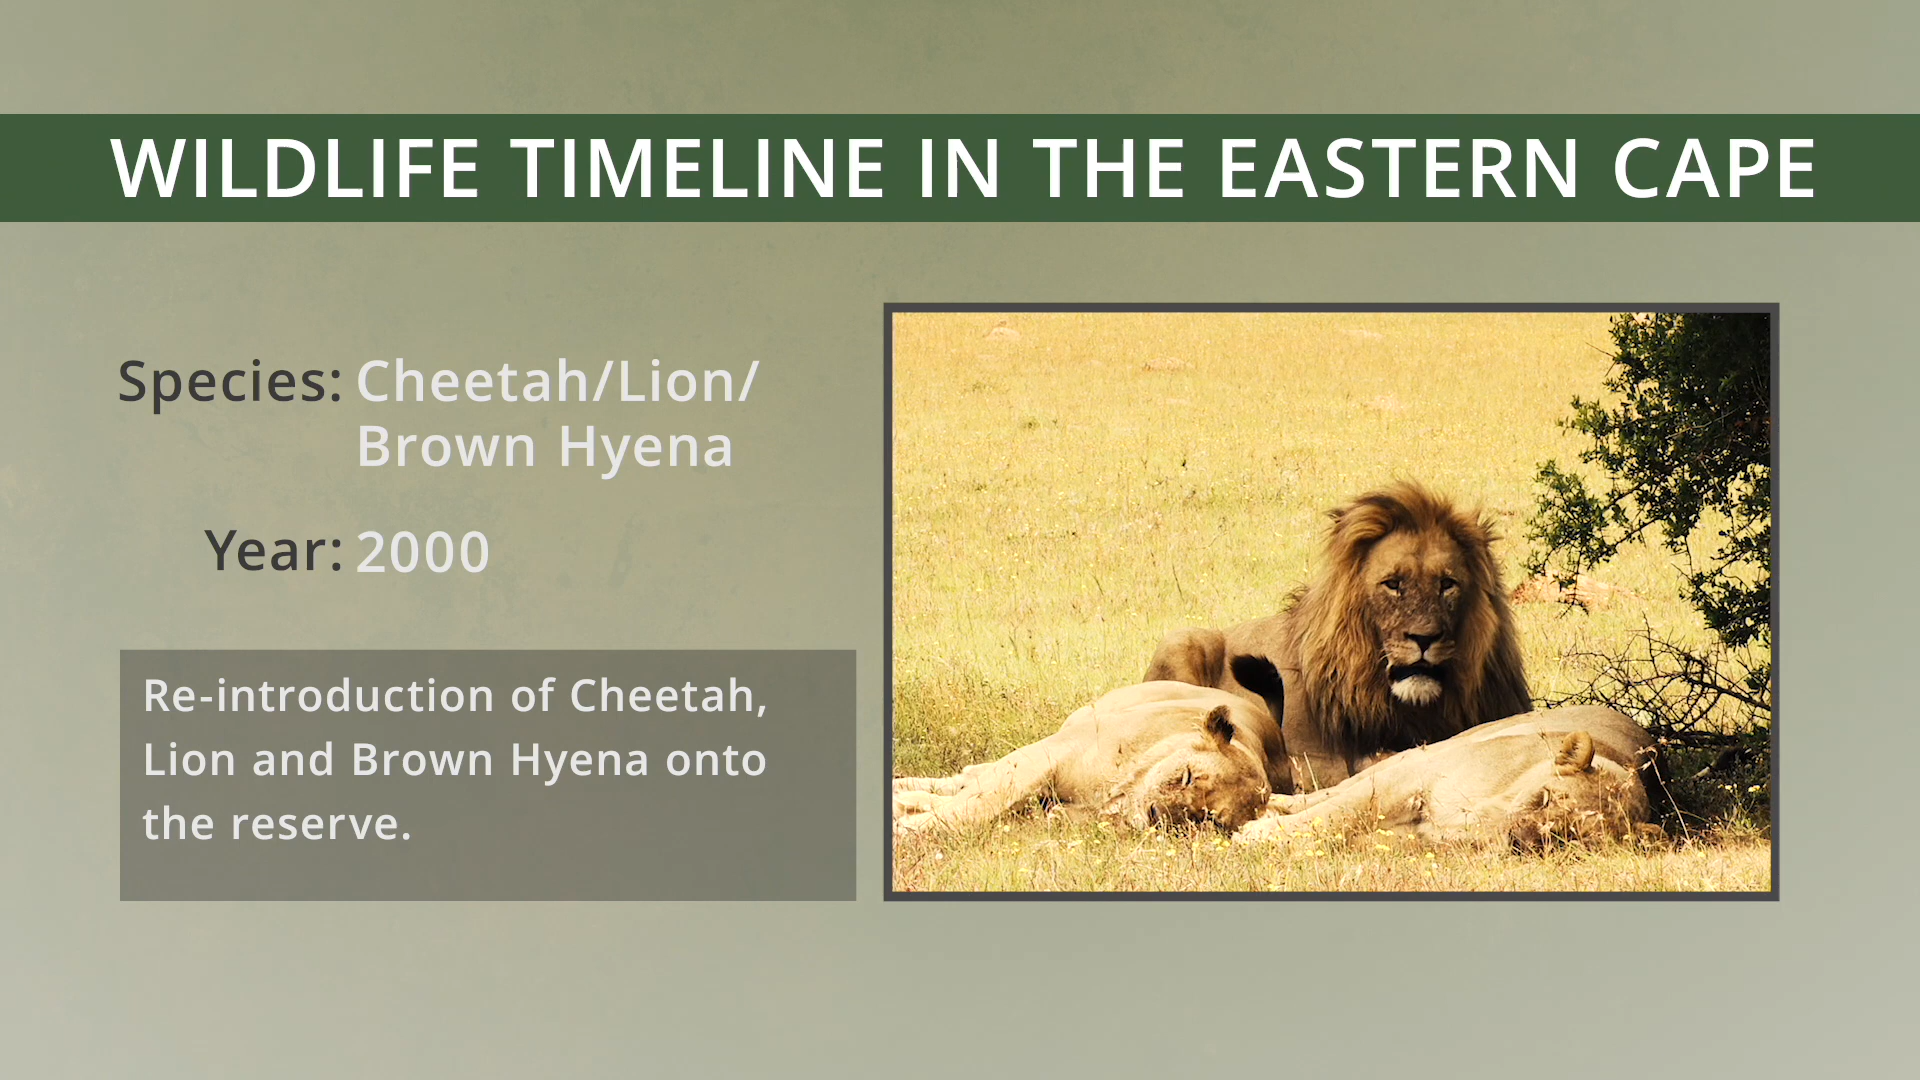 WILDLIFE TIMELINE IN THE EASTERN CAPE
Species: Cheetah/Lion/
Brown Hyena
Year: 2000
Re-introduction of Cheetah,
Lion and Brown Hyena onto
the reserve.